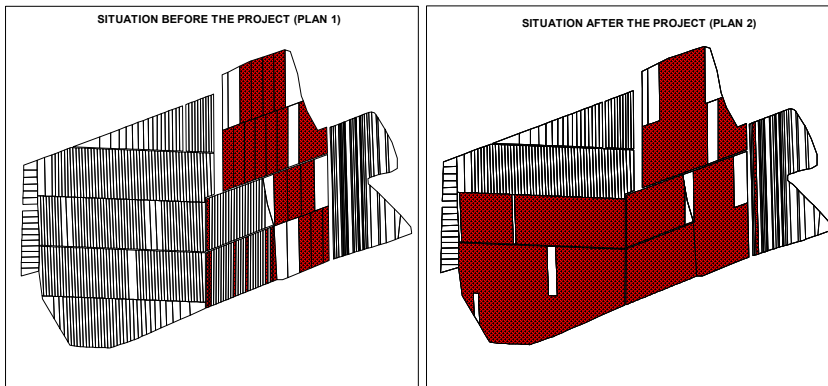 SITUATION BEFORE THE PROJECT (PLAN 1)
SITUATION AFTER THE PROJECT (PLAN 2)